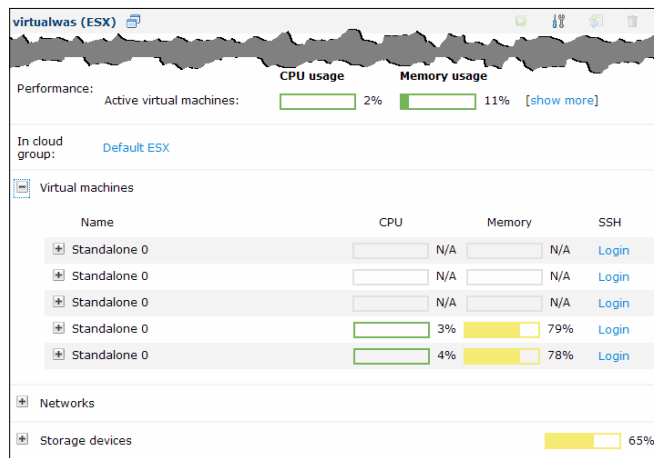 virtualwas (ESX)
CPU usage Memory usage
Performance:
Active virtual machines: 2% 11% [show more]
In cloud
group: Default ESX
Virtual machines
Name CPU Memory SSH
Standalone 0 N/A N/A Login
Standalone 0 N/A N/A Login
Standalone 0 N/A N/A Login
Standalone 0 3% 79% Login
Standalone 0 4% 78% Login
Networks
Storage devices 65%